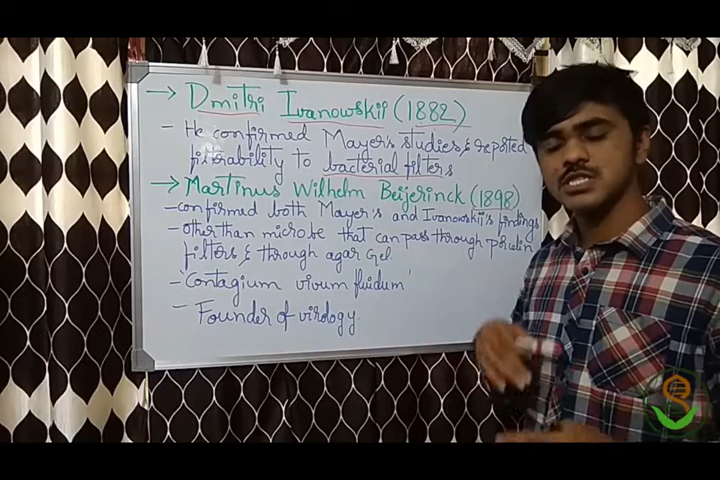 → Dmitri Ivanowskii (1882)
- He confirmed Mayer's studies & reported
filterability to bacterial filters
→ Martinus Wilhelm Beijerinck (1898)
- confirmed both Mayer's and Ivanowskii's findings
- other than microbe that can pass through porcelin
filters & through agar Gel
- 'Contagium vivum fluidum'
- Founder of virology.